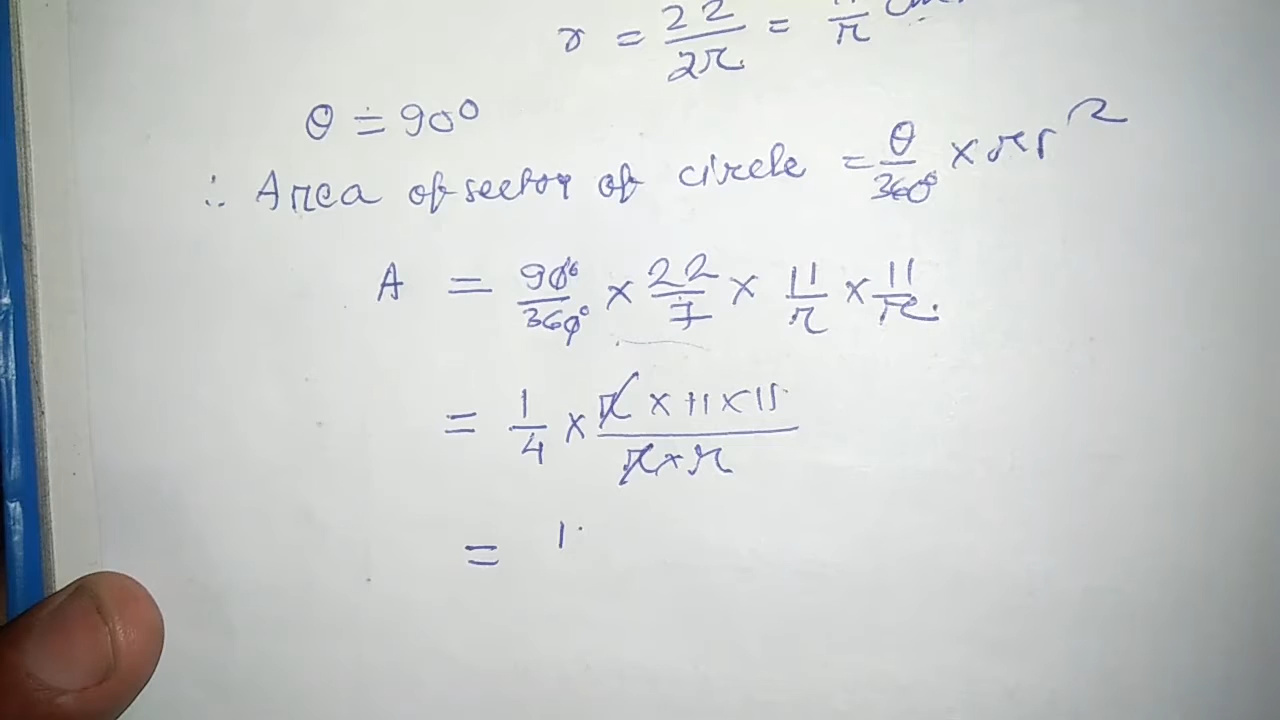 r = 22/2π = 11/π cm.
θ = 90°
∴ Area of sector of circle = θ/360° × πr²
A = 90°/360° × 22/7 × 11/π × 11/π.
= 1/4 × π × 11 × 11 / π × π
= 1